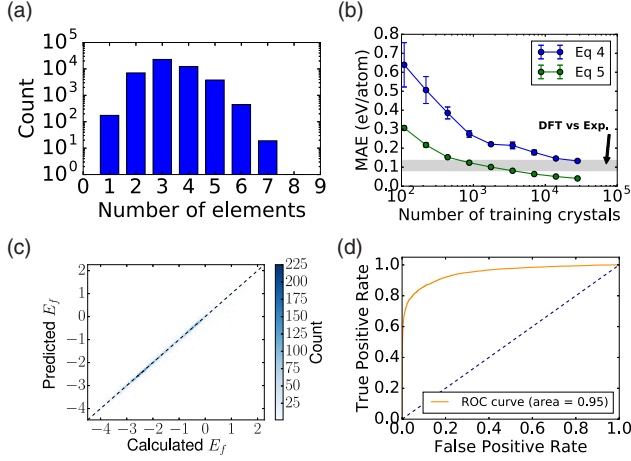 (a)
10^5
10^4
10^3
10^2
10^1
10^0
Count
0 1 2 3 4 5 6 7 8 9
Number of elements
(b)
0.8
0.7
0.6
0.5
0.4
0.3
0.2
0.1
0.0
MAE (eV/atom)
Eq 4
Eq 5
DFT vs Exp.
10^2 10^3 10^4 10^5
Number of training crystals
(c)
2
1
0
−1
−2
−3
−4
Predicted E_f
−4 −3 −2 −1 0 1 2
Calculated E_f
225
200
175
150
125
100
75
50
25
Count
(d)
1.0
0.8
0.6
0.4
0.2
0.0
True Positive Rate
ROC curve (area = 0.95)
0.0 0.2 0.4 0.6 0.8 1.0
False Positive Rate